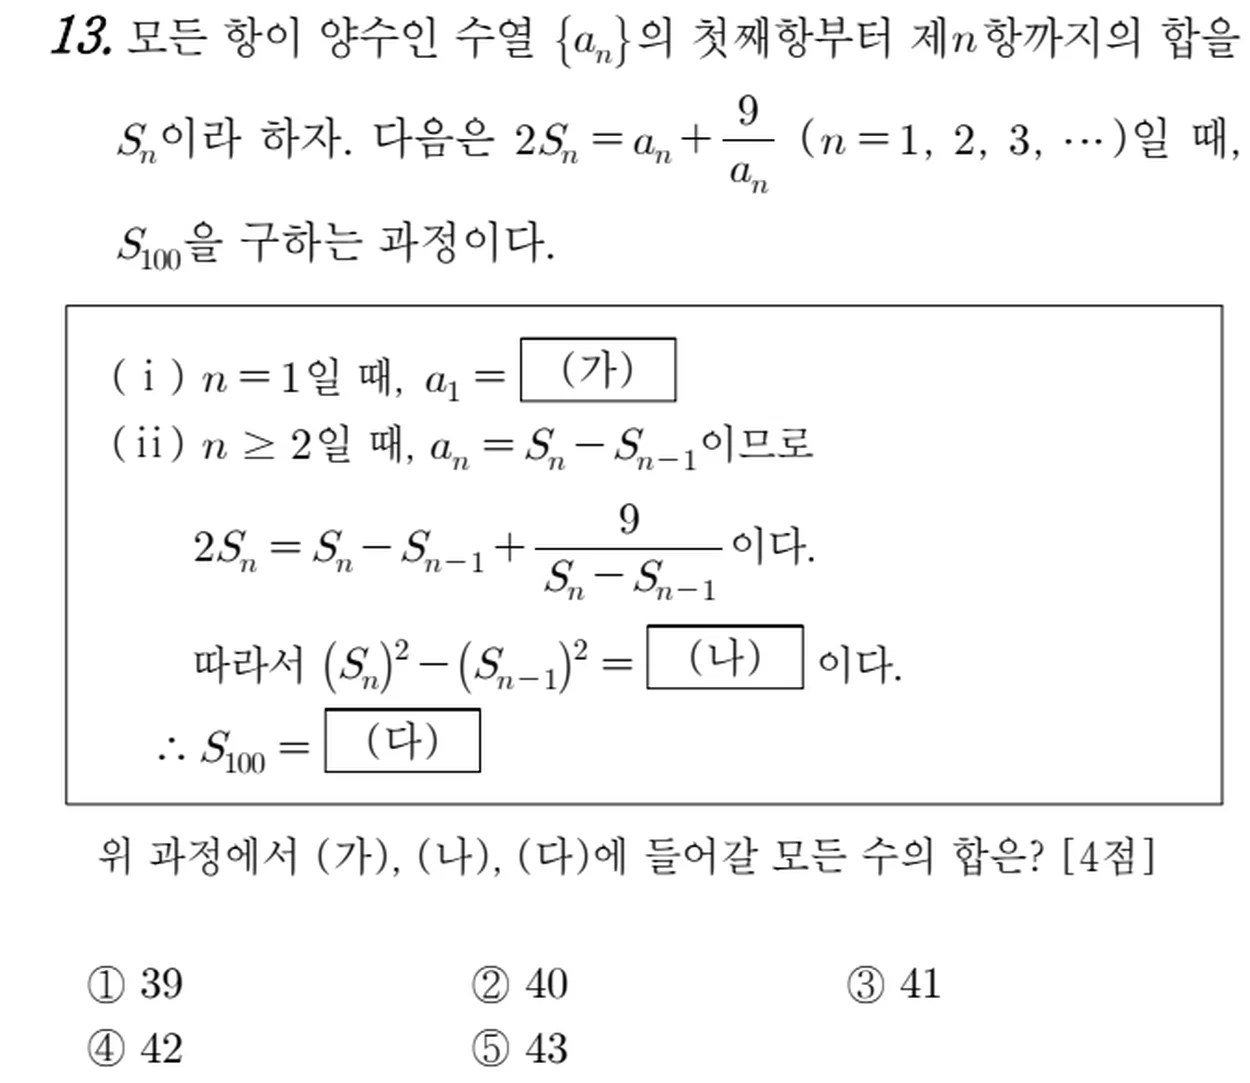 13. 모든 항이 양수인 수열 {aₙ}의 첫째항부터 제n항까지의 합을
Sₙ이라 하자. 다음은 2Sₙ = aₙ + 9/aₙ (n = 1, 2, 3, ⋯)일 때,
S₁₀₀을 구하는 과정이다.
(ⅰ) n = 1일 때, a₁ = (가)
(ⅱ) n ≥ 2일 때, aₙ = Sₙ − Sₙ₋₁이므로
2Sₙ = Sₙ − Sₙ₋₁ + 9/(Sₙ − Sₙ₋₁) 이다.
따라서 (Sₙ)² − (Sₙ₋₁)² = (나) 이다.
∴ S₁₀₀ = (다)
위 과정에서 (가), (나), (다)에 들어갈 모든 수의 합은? [4점]
① 39 ② 40 ③ 41
④ 42 ⑤ 43